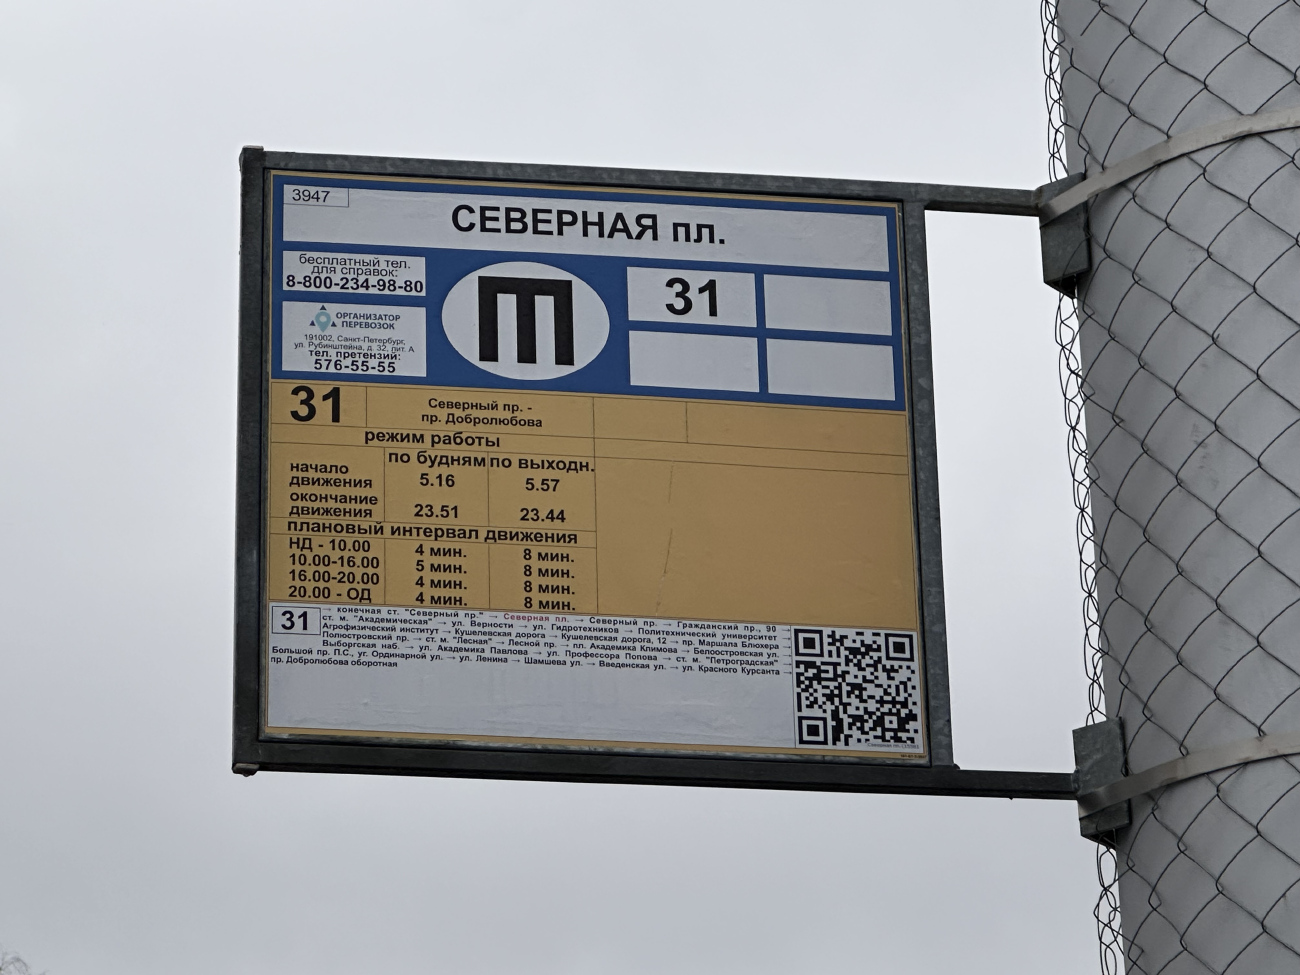 3947
СЕВЕРНАЯ пл.
бесплатный тел.
для справок:
8-800-234-98-80
ОРГАНИЗАТОР
ПЕРЕВОЗОК
191002, Санкт-Петербург,
ул. Рубинштейна, д. 32, лит. А
тел. претензий:
576-55-55
Ш
31
31
Северный пр. -
пр. Добролюбова
режим работы
по будням по выходн.
начало
движения 5.16 5.57
окончание
движения 23.51 23.44
плановый интервал движения
НД - 10.00 4 мин. 8 мин.
10.00-16.00 5 мин. 8 мин.
16.00-20.00 4 мин. 8 мин.
20.00 - ОД 4 мин. 8 мин.
31
→ конечная ст. "Северный пр." → Северная пл. → Северный пр. → Гражданский пр., 90
ст. м. "Академическая" → ул. Верности → ул. Гидротехников → Политехнический университет →
Агрофизический институт → Кушелевская дорога → Кушелевская дорога, 12 → пр. Маршала Блюхера
Полюстровский пр. → ст. м. "Лесная" → Лесной пр. → пл. Академика Климова → Белоостровская ул. →
Выборгская наб. → ул. Академика Павлова → ул. Профессора Попова → ст. м. "Петроградская" →
Большой пр. П.С., уг. Ординарной ул. → ул. Ленина → Шамшева ул. → Введенская ул. → ул. Красного Курсанта →
пр. Добролюбова оборотная